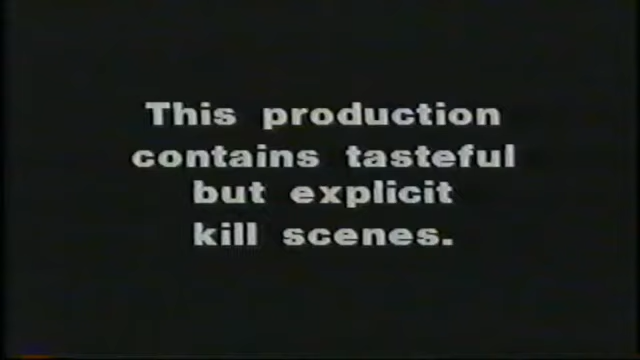 This production
contains tasteful
but explicit
kill scenes.